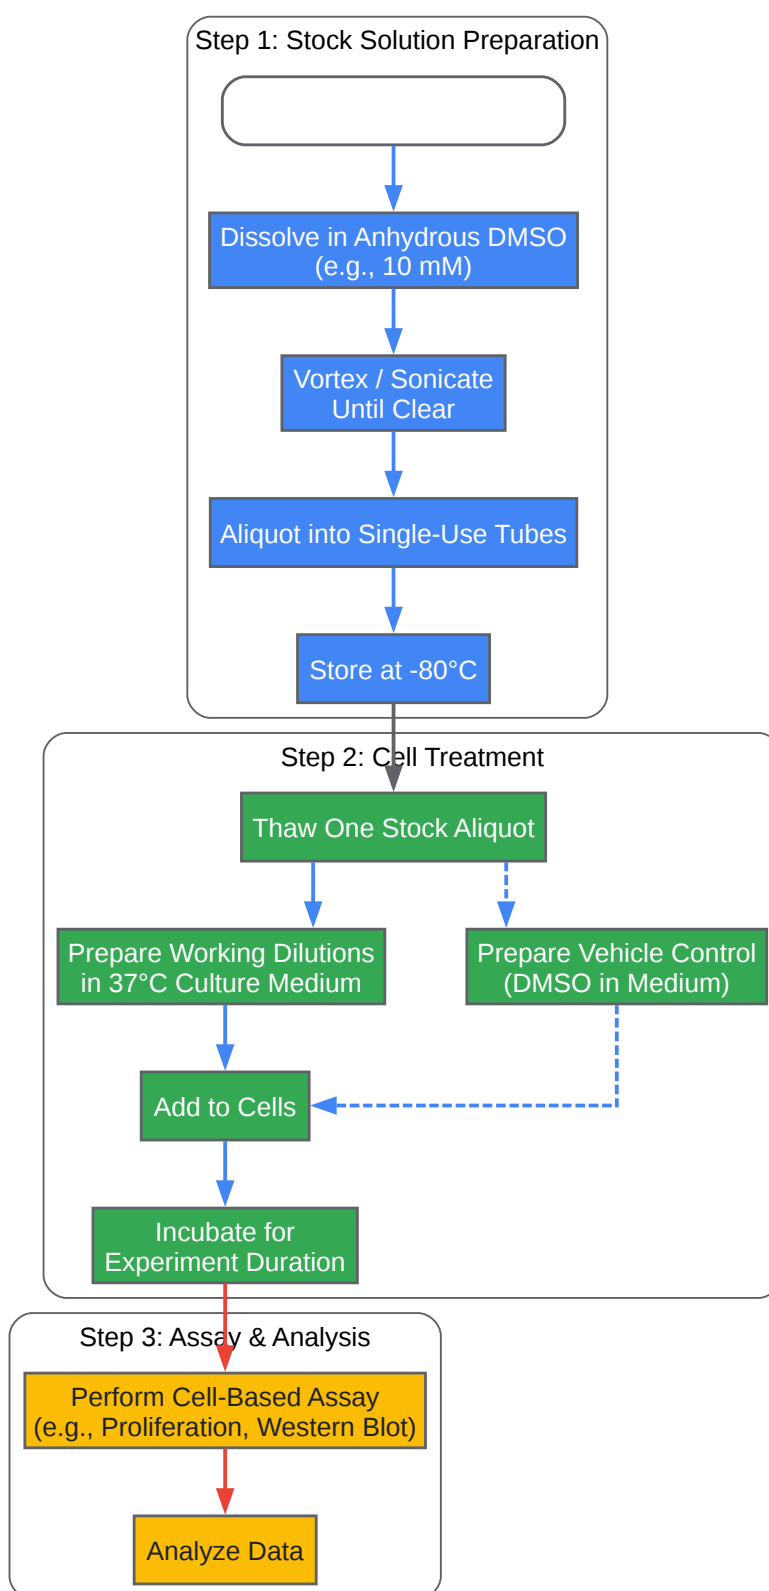 Step 1: Stock Solution Preparation
Dissolve in Anhydrous DMSO
(e.g., 10 mM)
Vortex / Sonicate
Until Clear
Aliquot into Single-Use Tubes
Store at -80°C
Step 2: Cell Treatment
Thaw One Stock Aliquot
Prepare Working Dilutions
in 37°C Culture Medium
Prepare Vehicle Control
(DMSO in Medium)
Add to Cells
Incubate for
Experiment Duration
Step 3: Assay & Analysis
Perform Cell-Based Assay
(e.g., Proliferation, Western Blot)
Analyze Data